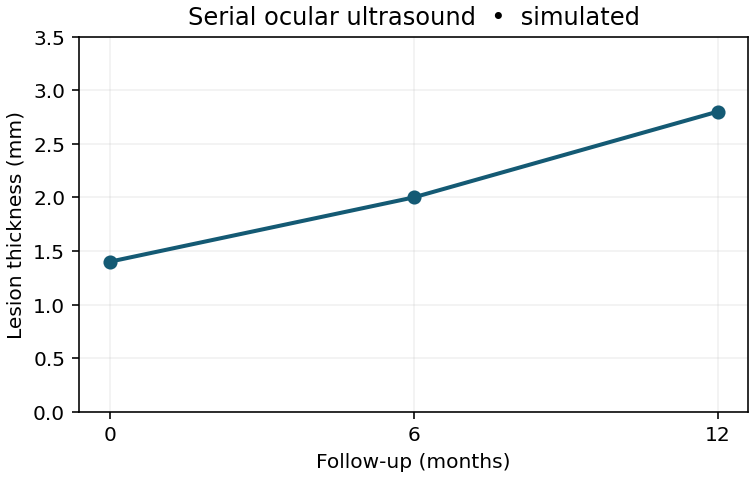 Serial ocular ultrasound • simulated
Lesion thickness (mm)
3.5
3.0
2.5
2.0
1.5
1.0
0.5
0.0
0 6 12
Follow-up (months)